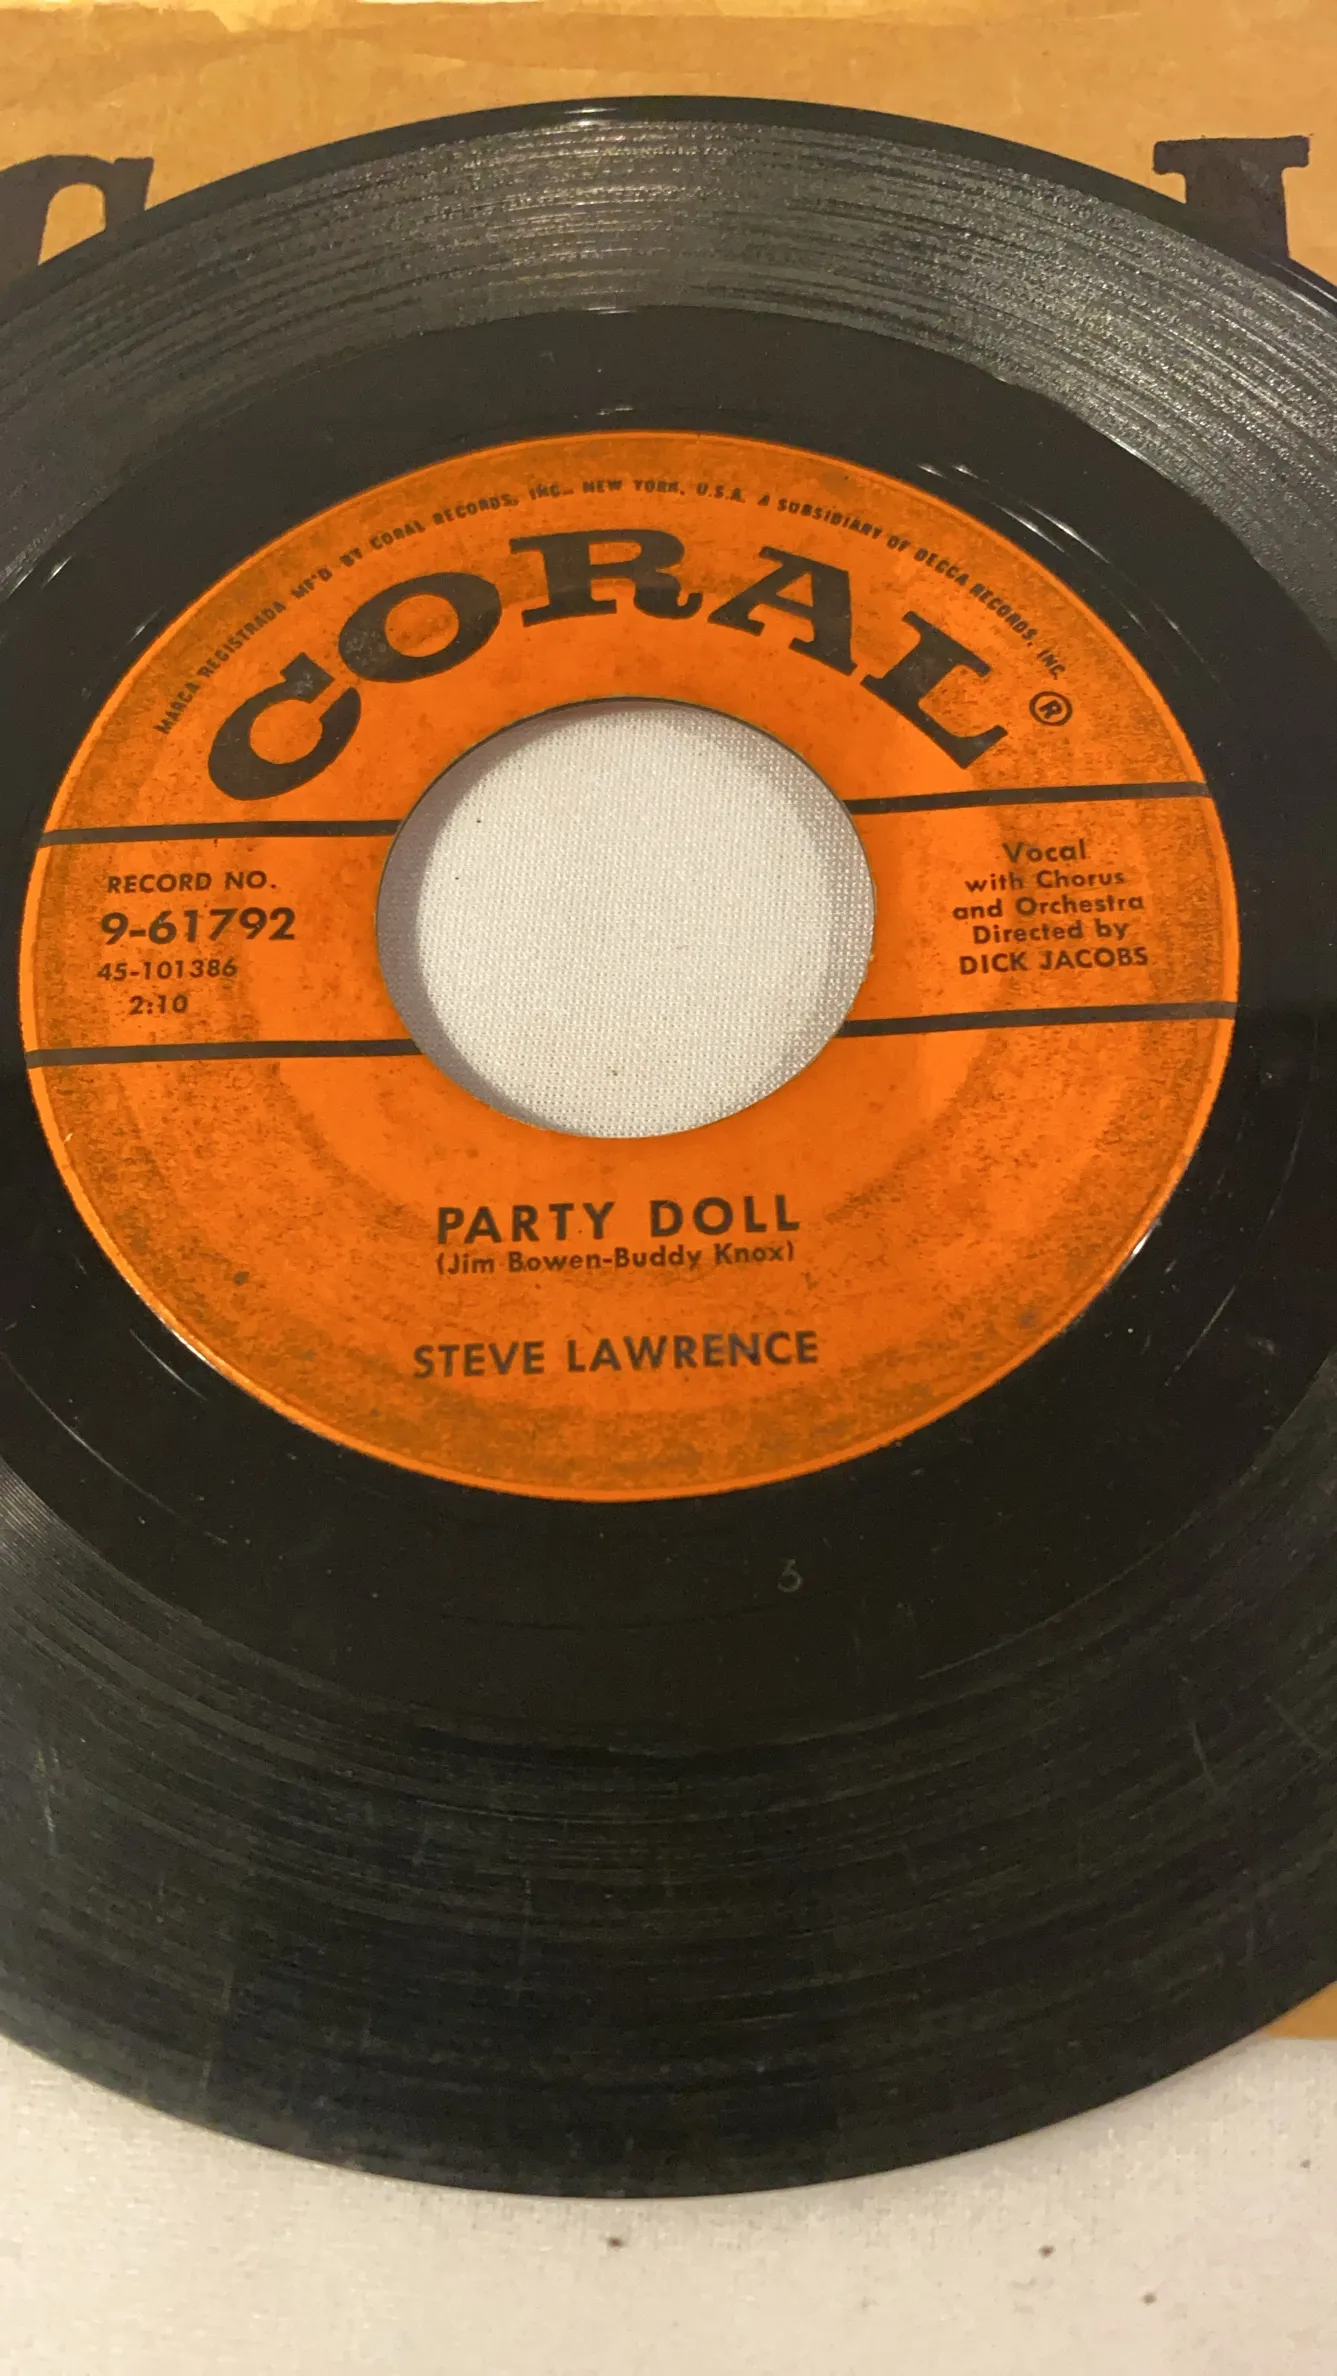 MARCA REGISTRADA MF'D BY CORAL RECORDS, INC., NEW YORK, U.S.A. A SUBSIDIARY OF DECCA RECORDS, INC.
CORAL ®
RECORD NO.
9-61792
45-101386
2:10
Vocal
with Chorus
and Orchestra
Directed by
DICK JACOBS
PARTY DOLL
(Jim Bowen-Buddy Knox)
STEVE LAWRENCE
3